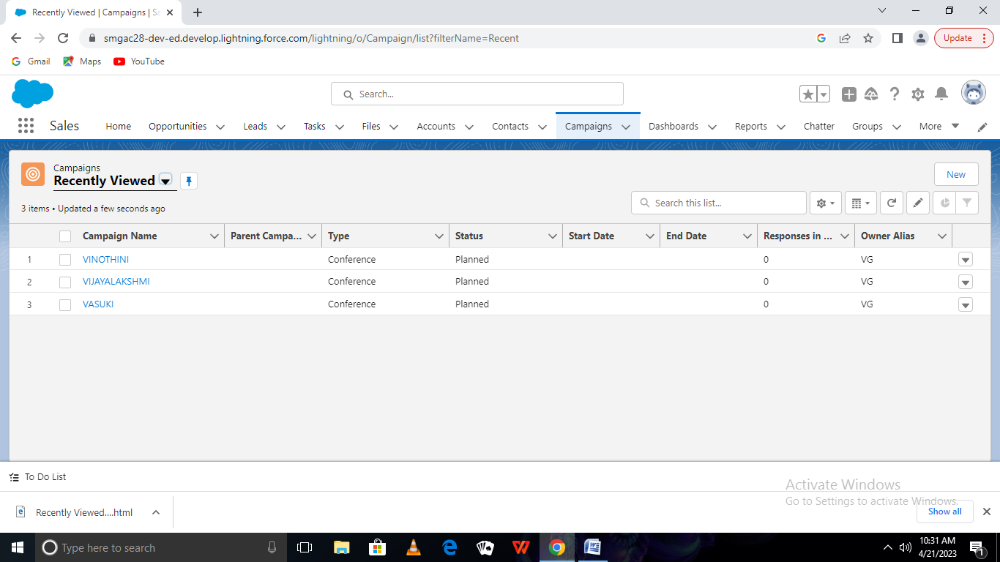 Recently Viewed | Campaigns | Sa
smgac28-dev-ed.develop.lightning.force.com/lightning/o/Campaign/list?filterName=Recent
Update
Gmail Maps YouTube
Search...
Sales Home Opportunities Leads Tasks Files Accounts Contacts Campaigns Dashboards Reports Chatter Groups More
Campaigns
Recently Viewed
New
3 items • Updated a few seconds ago
Search this list...
Campaign Name Parent Campa... Type Status Start Date End Date Responses in ... Owner Alias
1 VINOTHINI Conference Planned 0 VG
2 VIJAYALAKSHMI Conference Planned 0 VG
3 VASUKI Conference Planned 0 VG
To Do List
Activate Windows
Go to Settings to activate Windows.
Recently Viewed....html
Show all
Type here to search
10:31 AM
4/21/2023
1